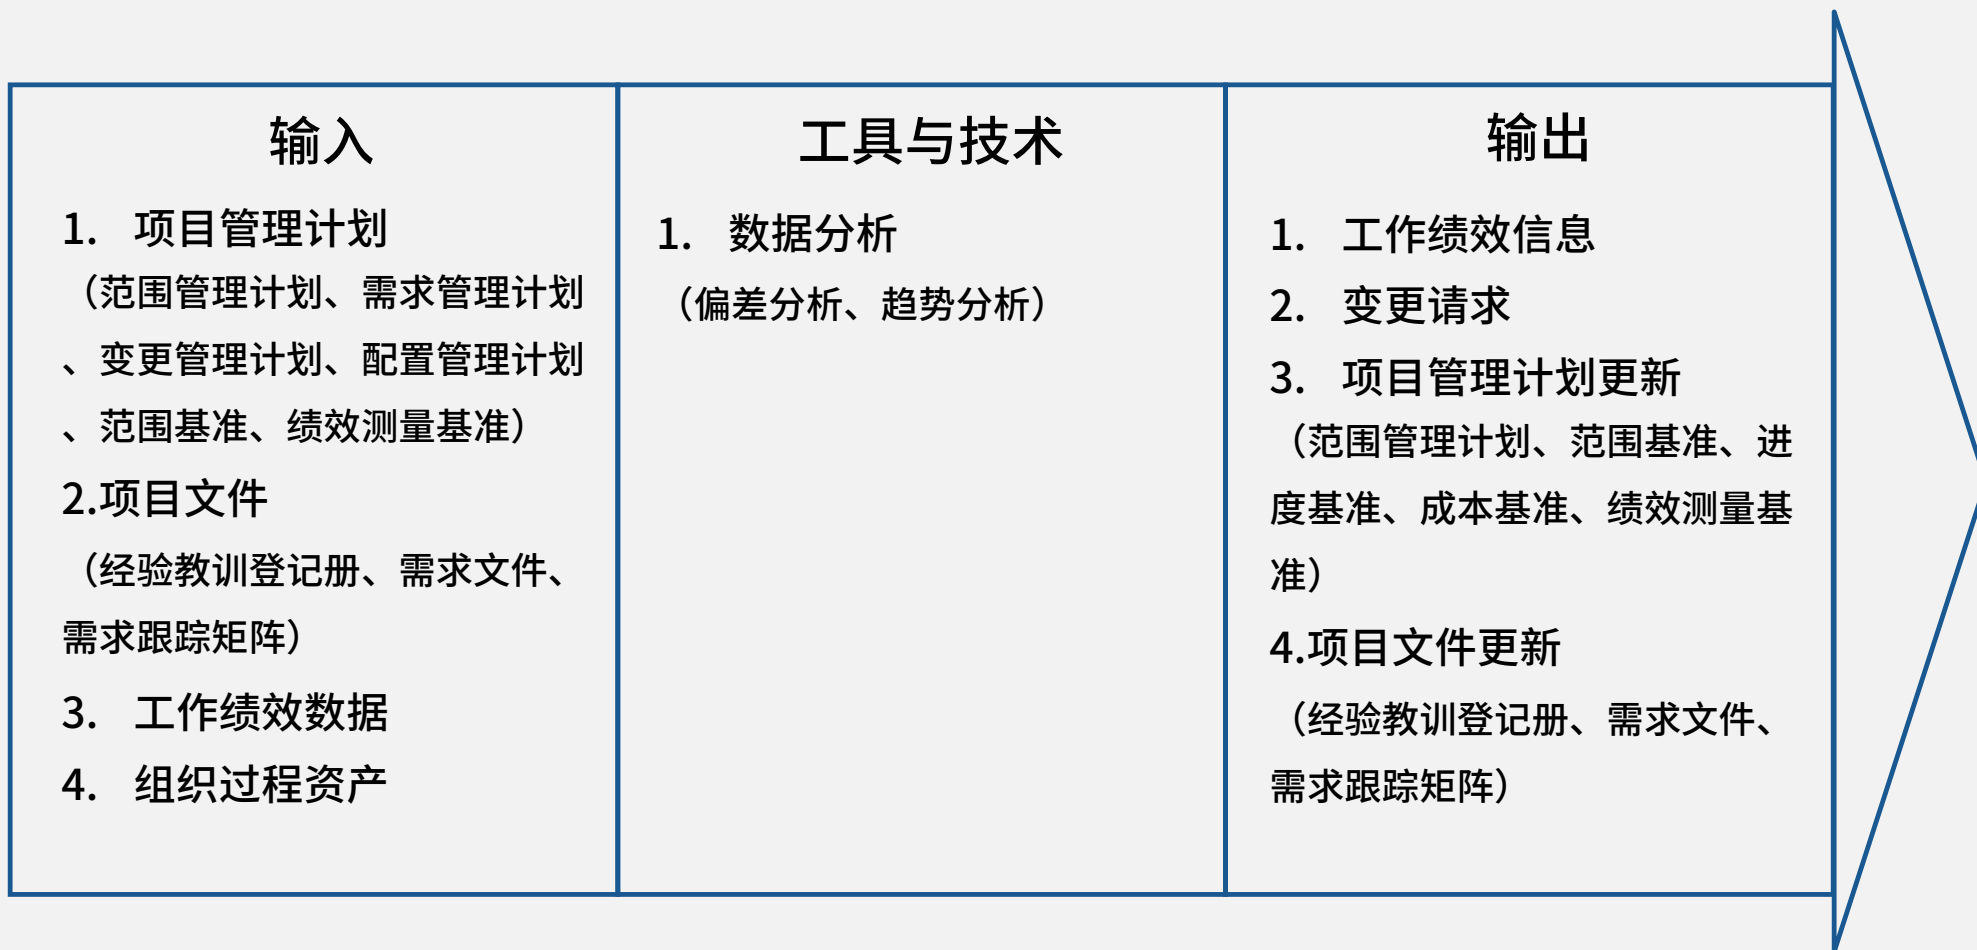 输入
1. 项目管理计划
（范围管理计划、需求管理计划
、变更管理计划、配置管理计划
、范围基准、绩效测量基准）
2.项目文件
（经验教训登记册、需求文件、
需求跟踪矩阵）
3. 工作绩效数据
4. 组织过程资产
工具与技术
1. 数据分析
（偏差分析、趋势分析）
输出
1. 工作绩效信息
2. 变更请求
3. 项目管理计划更新
（范围管理计划、范围基准、进
度基准、成本基准、绩效测量基
准）
4.项目文件更新
（经验教训登记册、需求文件、
需求跟踪矩阵）